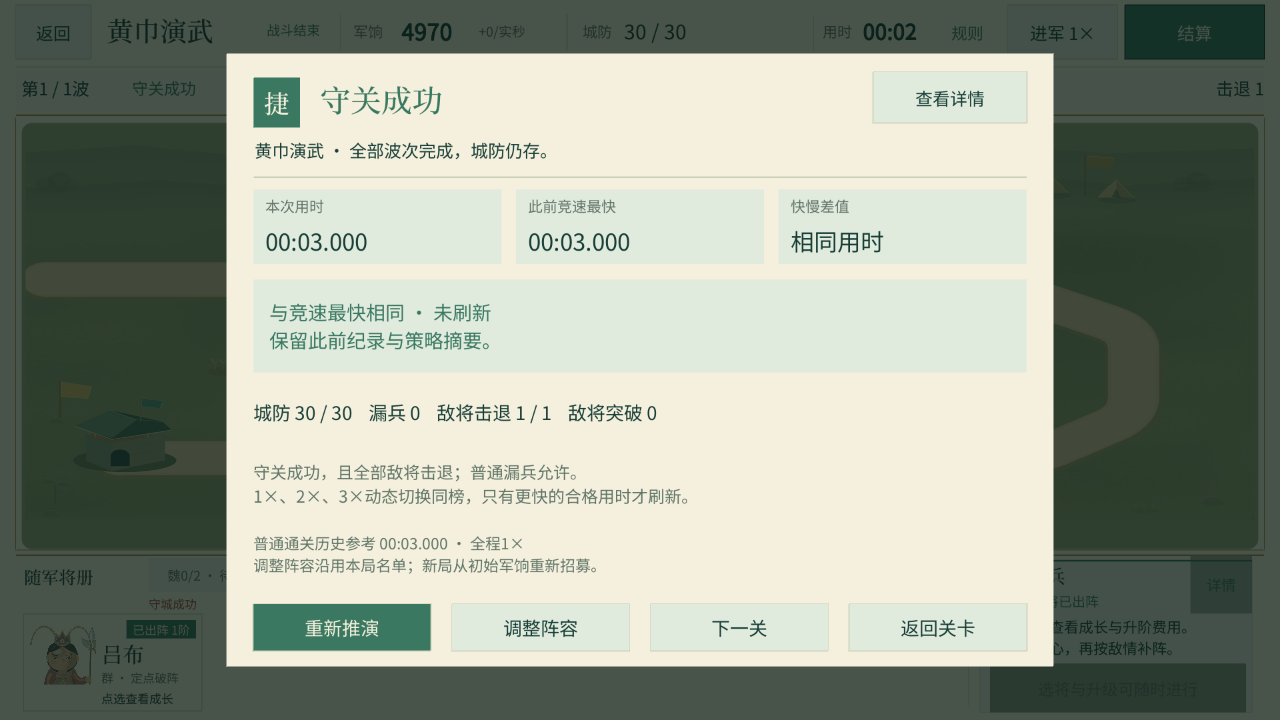 返回
黄巾演武
战斗结束
军饷 4970 +0/实秒
城防 30 / 30
用时 00:02
规则
进军 1×
结算
第1 / 1波
守关成功
击退 1
捷
守关成功
查看详情
黄巾演武 · 全部波次完成，城防仍存。
本次用时
00:03.000
此前竞速最快
00:03.000
快慢差值
相同用时
与竞速最快相同 · 未刷新
保留此前纪录与策略摘要。
城防 30 / 30 漏兵 0 敌将击退 1 / 1 敌将突破 0
守关成功，且全部敌将击退；普通漏兵允许。
1×、2×、3×动态切换同榜，只有更快的合格用时才刷新。
普通通关历史参考 00:03.000 · 全程1×
调整阵容沿用本局名单；新局从初始军饷重新招募。
重新推演
调整阵容
下一关
返回关卡
随军将册
魏0/2 ·
守城成功
已出阵 1阶
吕布
群 · 定点破阵
点选查看成长
兵
详情
已出阵
查看成长与升阶费用。
心，再按敌情补阵。
选将与升级可随时进行